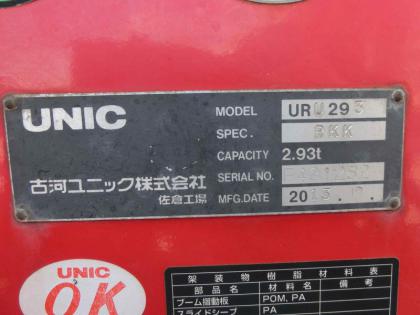 UNIC
MODEL URU293
SPEC. BKK
CAPACITY 2.93t
SERIAL NO.
古河ユニック株式会社
佐倉工場
MFG.DATE 2013.
UNIC
OK
架装物樹脂材料表
部品名 材料名 備考
ブーム摺動板 POM, PA
スライドシーブ PA